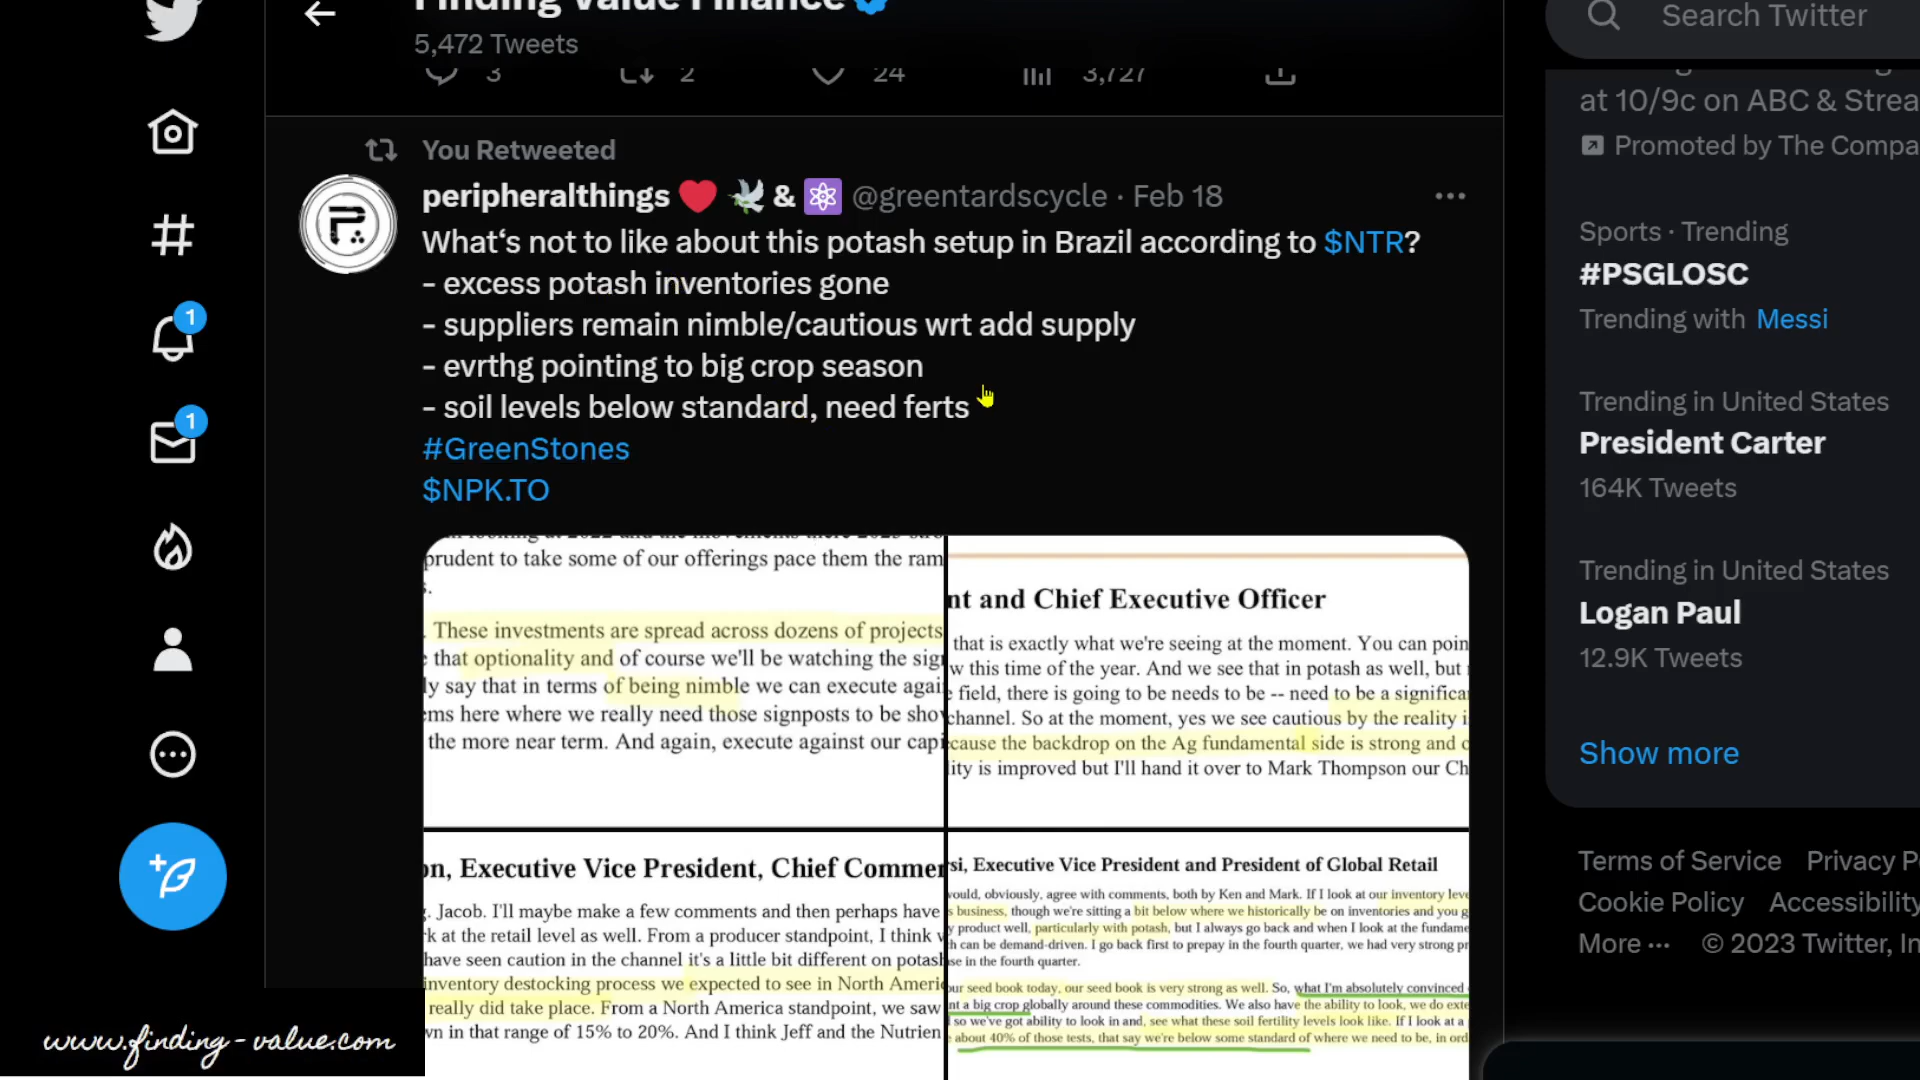 Finding Value Finance
5,472 Tweets
3 2 24 3,727
You Retweeted
peripheralthings & @greentardscycle · Feb 18
What‘s not to like about this potash setup in Brazil according to $NTR?
- excess potash inventories gone
- suppliers remain nimble/cautious wrt add supply
- evrthg pointing to big crop season
- soil levels below standard, need ferts
#GreenStones
$NPK.TO
prudent to take some of our offerings pace them the ram
s.
. These investments are spread across dozens of projects
that optionality and of course we'll be watching the sig
ly say that in terms of being nimble we can execute agai
ms here where we really need those signposts to be sho
the more near term. And again, execute against our capi
nt and Chief Executive Officer
that is exactly what we're seeing at the moment. You can poin
w this time of the year. And we see that in potash as well, but
field, there is going to be needs to be -- need to be a significa
channel. So at the moment, yes we see cautious by the reality i
cause the backdrop on the Ag fundamental side is strong and
lity is improved but I'll hand it over to Mark Thompson our Ch
on, Executive Vice President, Chief Commer
. Jacob. I'll maybe make a few comments and then perhaps have
k at the retail level as well. From a producer standpoint, I think
have seen caution in the channel it's a little bit different on potash
inventory destocking process we expected to see in North Ameri
really did take place. From a North America standpoint, we saw
wn in that range of 15% to 20%. And I think Jeff and the Nutrien
si, Executive Vice President and President of Global Retail
would, obviously, agree with comments, both by Ken and Mark. If I look at our inventory leve
s business, though we're sitting a bit below where we historically be on inventories and you g
y product well, particularly with potash, but I always go back and when I look at the fundame
h can be demand-driven. I go back first to prepay in the fourth quarter, we had very strong pr
se in the fourth quarter.
ur seed book today, our seed book is very strong as well. So, what I'm absolutely convinced
nt a big crop globally around these commodities. We also have the ability to look, we do exte
so we've got ability to look in and, see what these soil fertility levels look like. If I look at a
about 40% of those tests, that say we're below some standard of where we need to be, in ord
1
1
www.finding-value.com
Search Twitter
at 10/9c on ABC & Strea
Promoted by The Compa
Sports · Trending
#PSGLOSC
Trending with Messi
Trending in United States
President Carter
164K Tweets
Trending in United States
Logan Paul
12.9K Tweets
Show more
Terms of Service Privacy P
Cookie Policy Accessibility
More ··· © 2023 Twitter, In